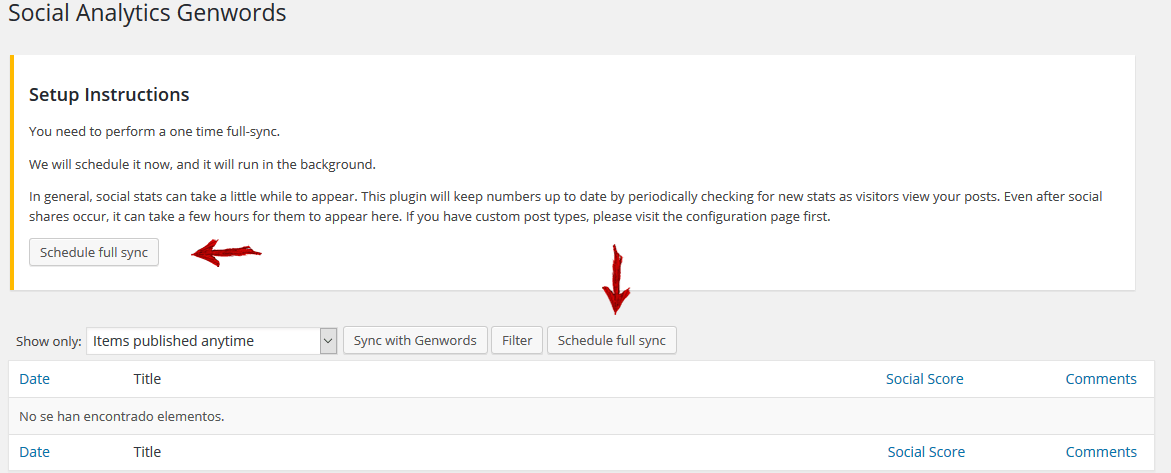 Social Analytics Genwords
Setup Instructions
You need to perform a one time full-sync.
We will schedule it now, and it will run in the background.
In general, social stats can take a little while to appear. This plugin will keep numbers up to date by periodically checking for new stats as visitors view your posts. Even after social
shares occur, it can take a few hours for them to appear here. If you have custom post types, please visit the configuration page first.
Schedule full sync
Show only: Items published anytime Sync with Genwords Filter Schedule full sync
Date Title Social Score Comments
No se han encontrado elementos.
Date Title Social Score Comments